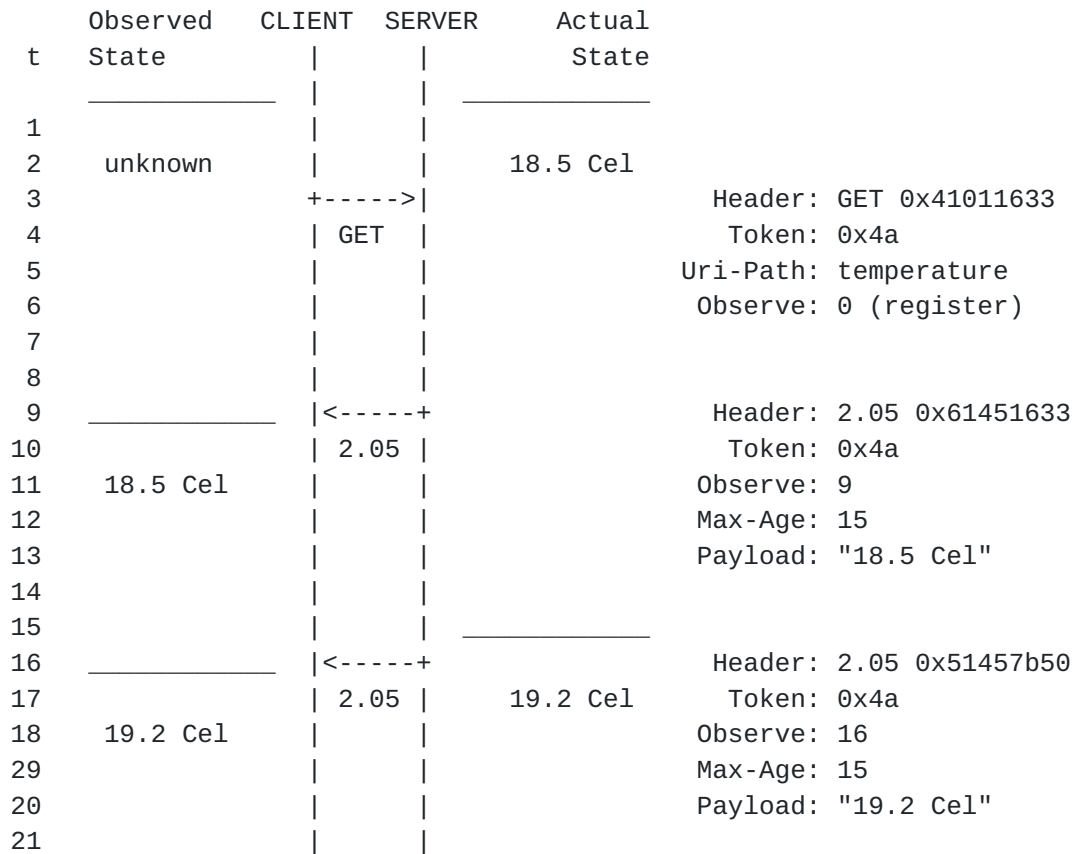 Observed   CLIENT  SERVER     Actual
 t   State         |      |         State
     ____________  |      |  ____________
 1                 |      |
 2    unknown      |      |     18.5 Cel
 3                 +----->|                  Header: GET 0x41011633
 4                 | GET  |                   Token: 0x4a
 5                 |      |                Uri-Path: temperature
 6                 |      |                 Observe: 0 (register)
 7                 |      |
 8                 |      |
 9   ____________  |<-----+                  Header: 2.05 0x61451633
10                 | 2.05 |                   Token: 0x4a
11    18.5 Cel     |      |                 Observe: 9
12                 |      |                 Max-Age: 15
13                 |      |                 Payload: "18.5 Cel"
14                 |      |
15                 |      |  ____________
16   ____________  |<-----+                  Header: 2.05 0x51457b50
17                 | 2.05 |     19.2 Cel      Token: 0x4a
18    19.2 Cel     |      |                 Observe: 16
29                 |      |                 Max-Age: 15
20                 |      |                 Payload: "19.2 Cel"
21                 |      |